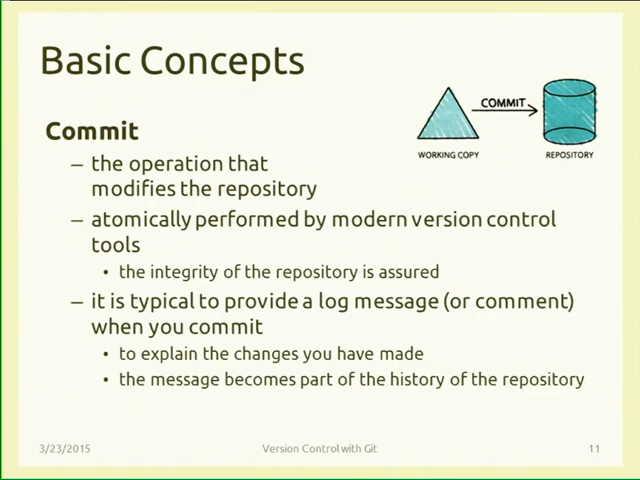 Basic Concepts
COMMIT
WORKING COPY
REPOSITORY
Commit
– the operation that
modifies the repository
– atomically performed by modern version control
tools
• the integrity of the repository is assured
– it is typical to provide a log message (or comment)
when you commit
• to explain the changes you have made
• the message becomes part of the history of the repository
3/23/2015
Version Control with Git
11